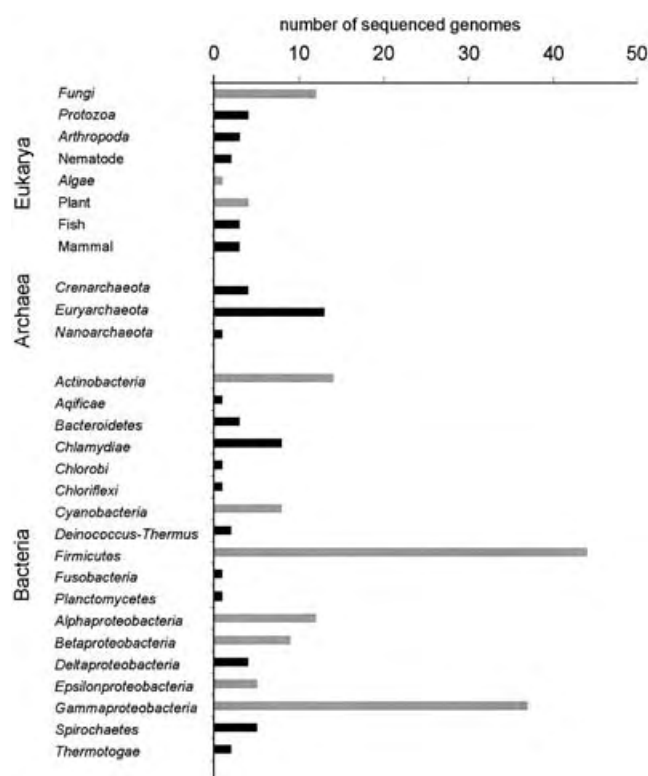 number of sequenced genomes
0 10 20 30 40 50
Eukarya
Fungi
Protozoa
Arthropoda
Nematode
Algae
Plant
Fish
Mammal
Archaea
Crenarchaeota
Euryarchaeota
Nanoarchaeota
Bacteria
Actinobacteria
Aqificae
Bacteroidetes
Chlamydiae
Chlorobi
Chloriflexi
Cyanobacteria
Deinococcus-Thermus
Firmicutes
Fusobacteria
Planctomycetes
Alphaproteobacteria
Betaproteobacteria
Deltaproteobacteria
Epsilonproteobacteria
Gammaproteobacteria
Spirochaetes
Thermotogae